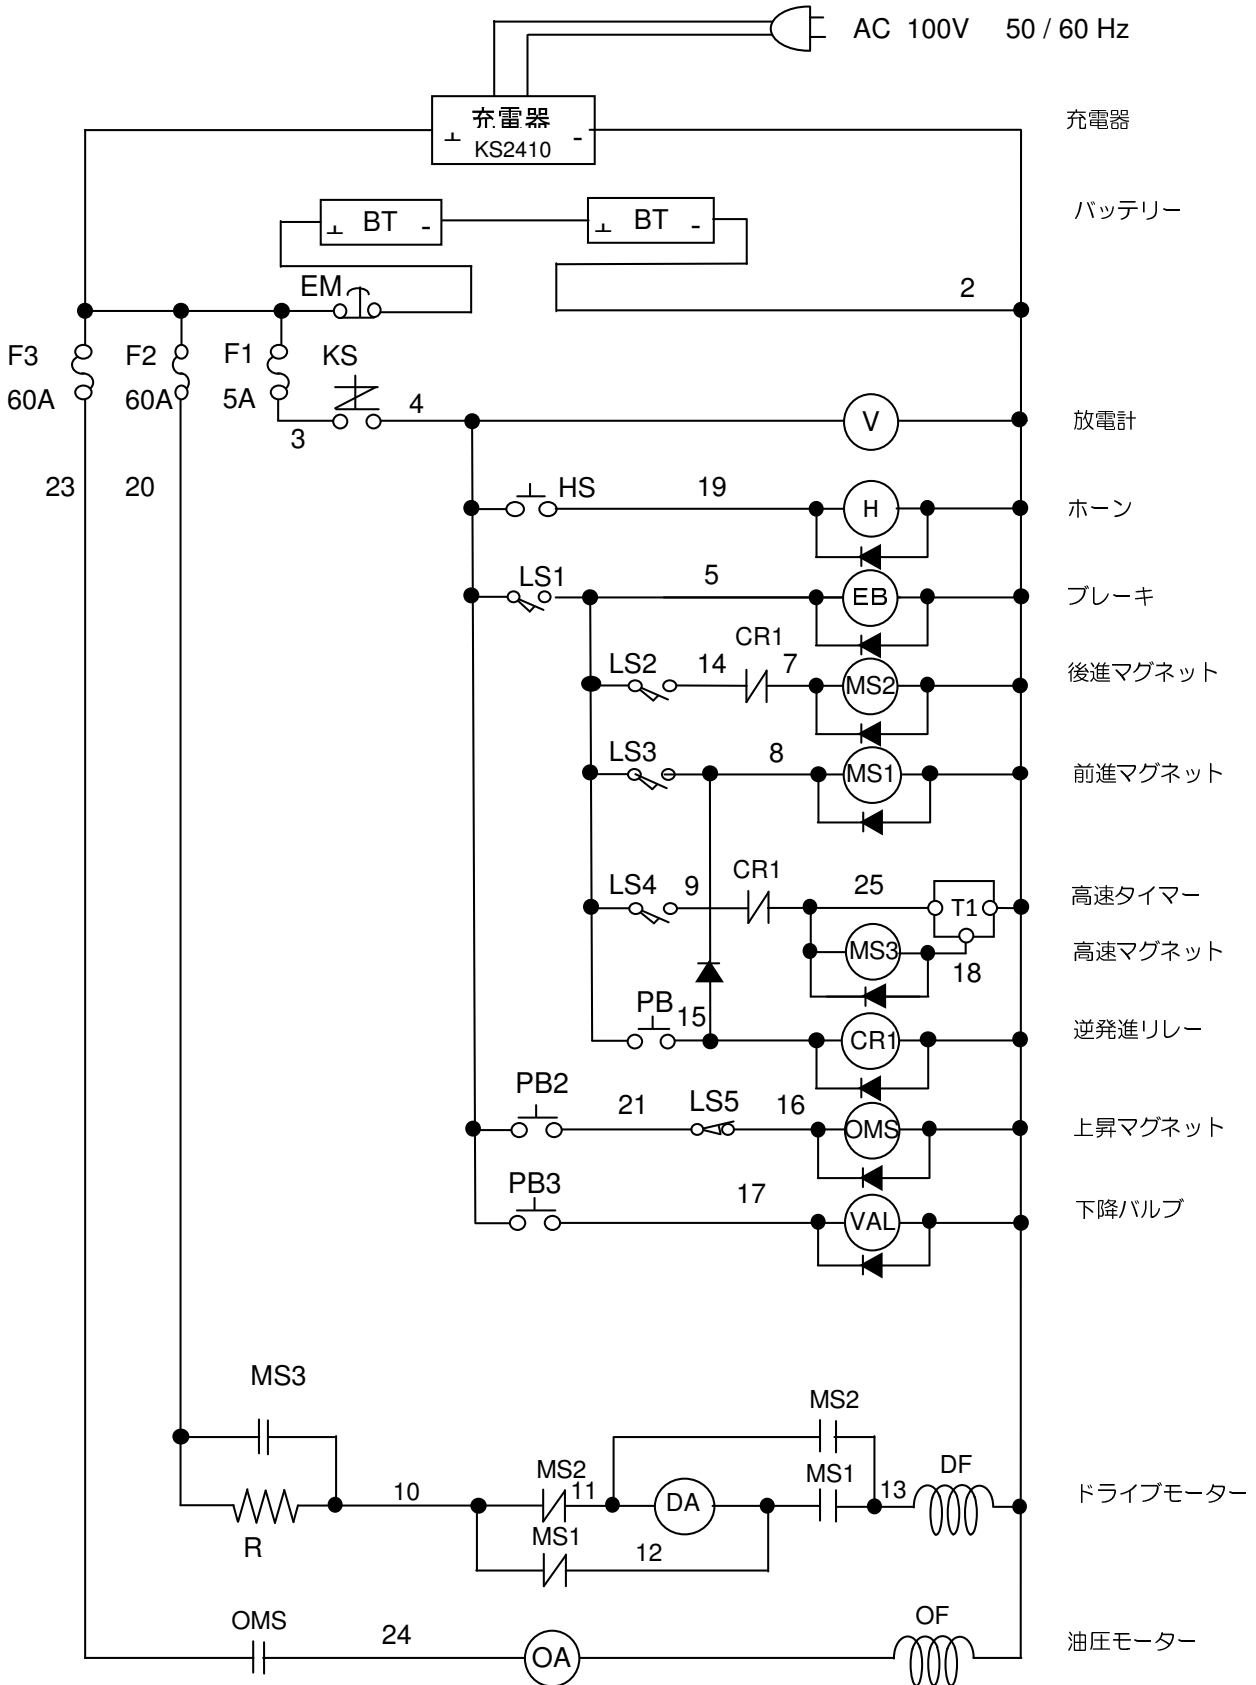 AC 100V 50 / 60 Hz
充電器
+ -
KS2410
充電器
+ BT -
+ BT -
バッテリー
EM
2
F3
F2
F1
KS
60A
60A
5A
3
4
V
放電計
23
20
HS
19
H
ホーン
LS1
5
EB
ブレーキ
LS2
14
CR1
7
MS2
後進マグネット
LS3
8
MS1
前進マグネット
LS4
9
CR1
25
T1
高速タイマー
MS3
18
高速マグネット
PB
15
CR1
逆発進リレー
PB2
21
LS5
16
OMS
上昇マグネット
PB3
17
VAL
下降バルブ
MS3
MS2
R
10
MS2
11
DA
MS1
13
DF
ドライブモーター
MS1
12
OMS
24
OA
OF
油圧モーター